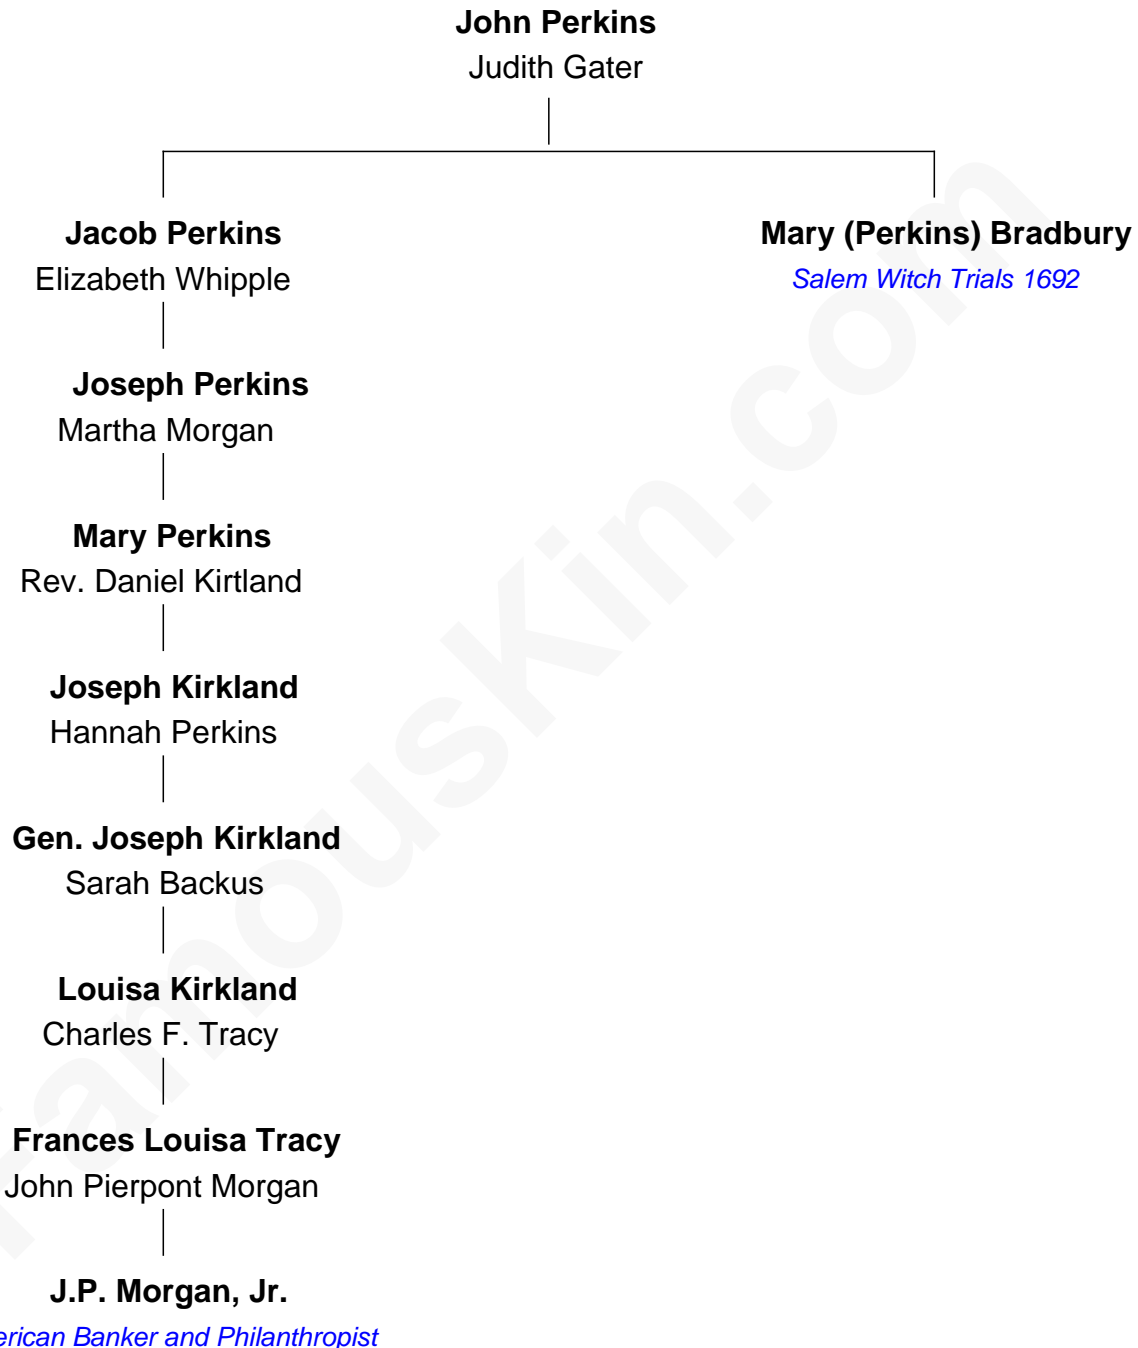 John Perkins
Judith Gater
Jacob Perkins
Mary (Perkins) Bradbury
Elizabeth Whipple
Salem Witch Trials 1692
Joseph Perkins
Martha Morgan
Mary Perkins
Rev. Daniel Kirtland
Joseph Kirkland
Hannah Perkins
Gen. Joseph Kirkland
Sarah Backus
Louisa Kirkland
Charles F. Tracy
Frances Louisa Tracy
John Pierpont Morgan
J.P. Morgan, Jr.
erican Banker and Philanthropist
FamousKin.com